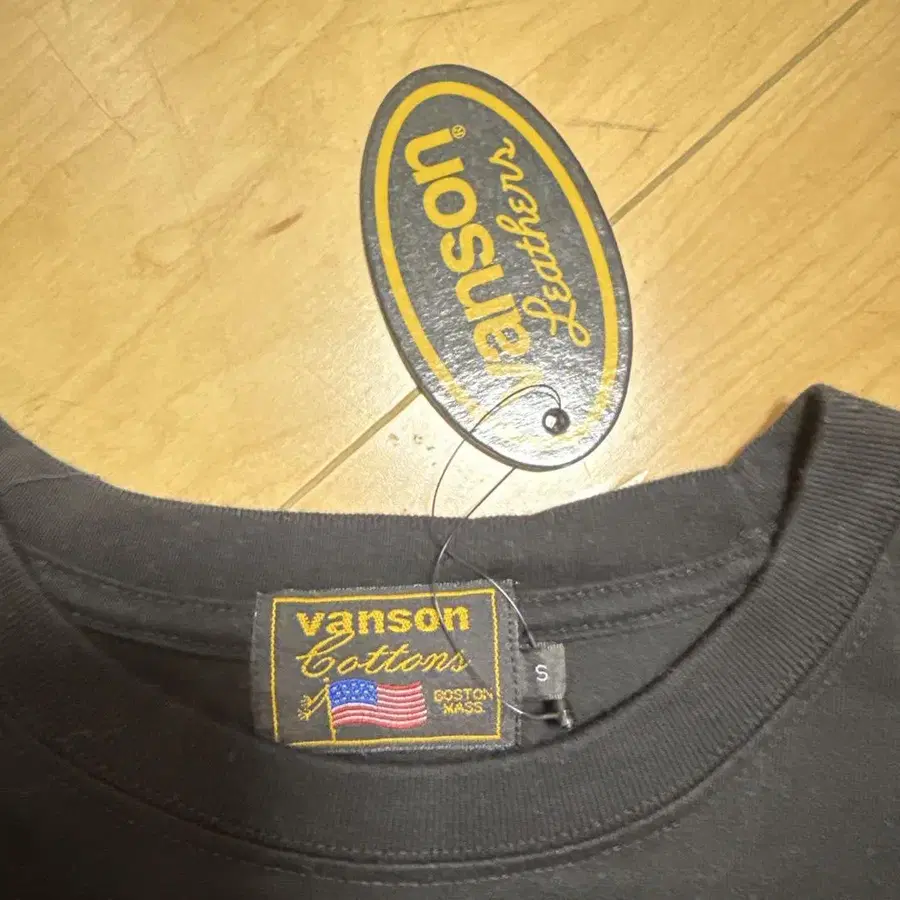 vanson®
Leathers
vanson
Cottons
BOSTON
MASS.
S